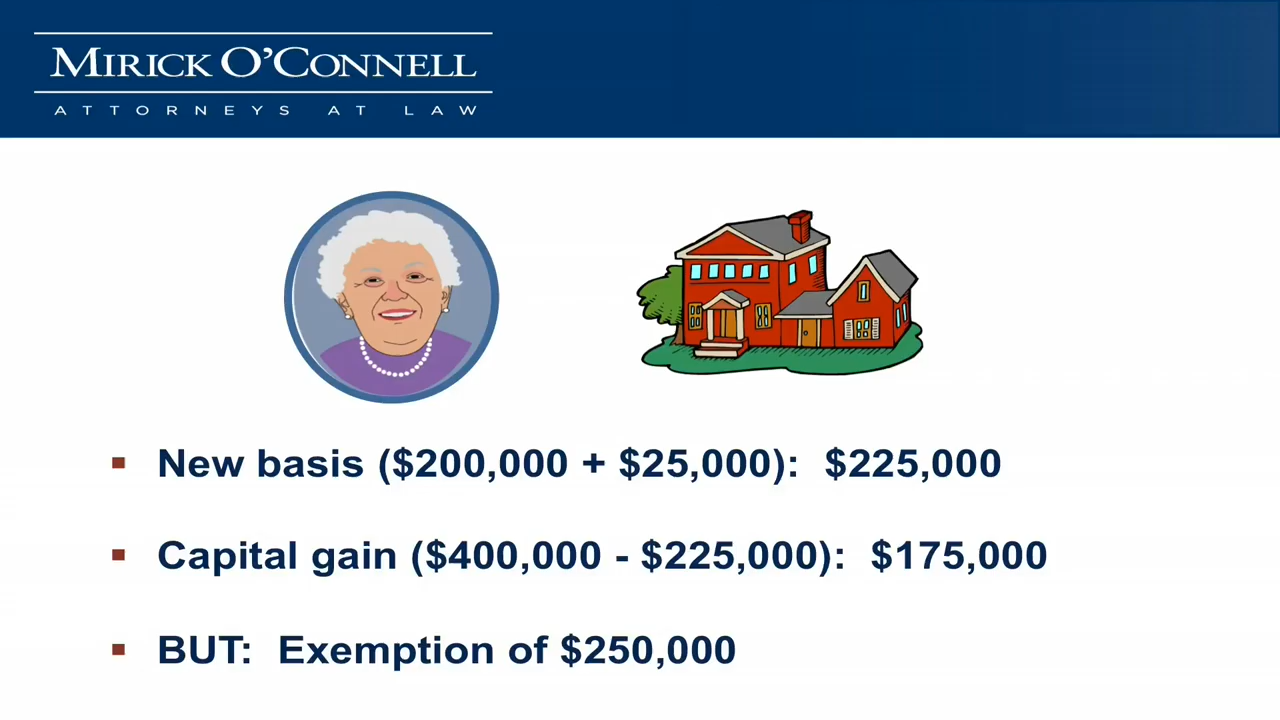 MIRICK O'CONNELL
ATTORNEYS AT LAW
▪ New basis ($200,000 + $25,000): $225,000
▪ Capital gain ($400,000 - $225,000): $175,000
▪ BUT: Exemption of $250,000